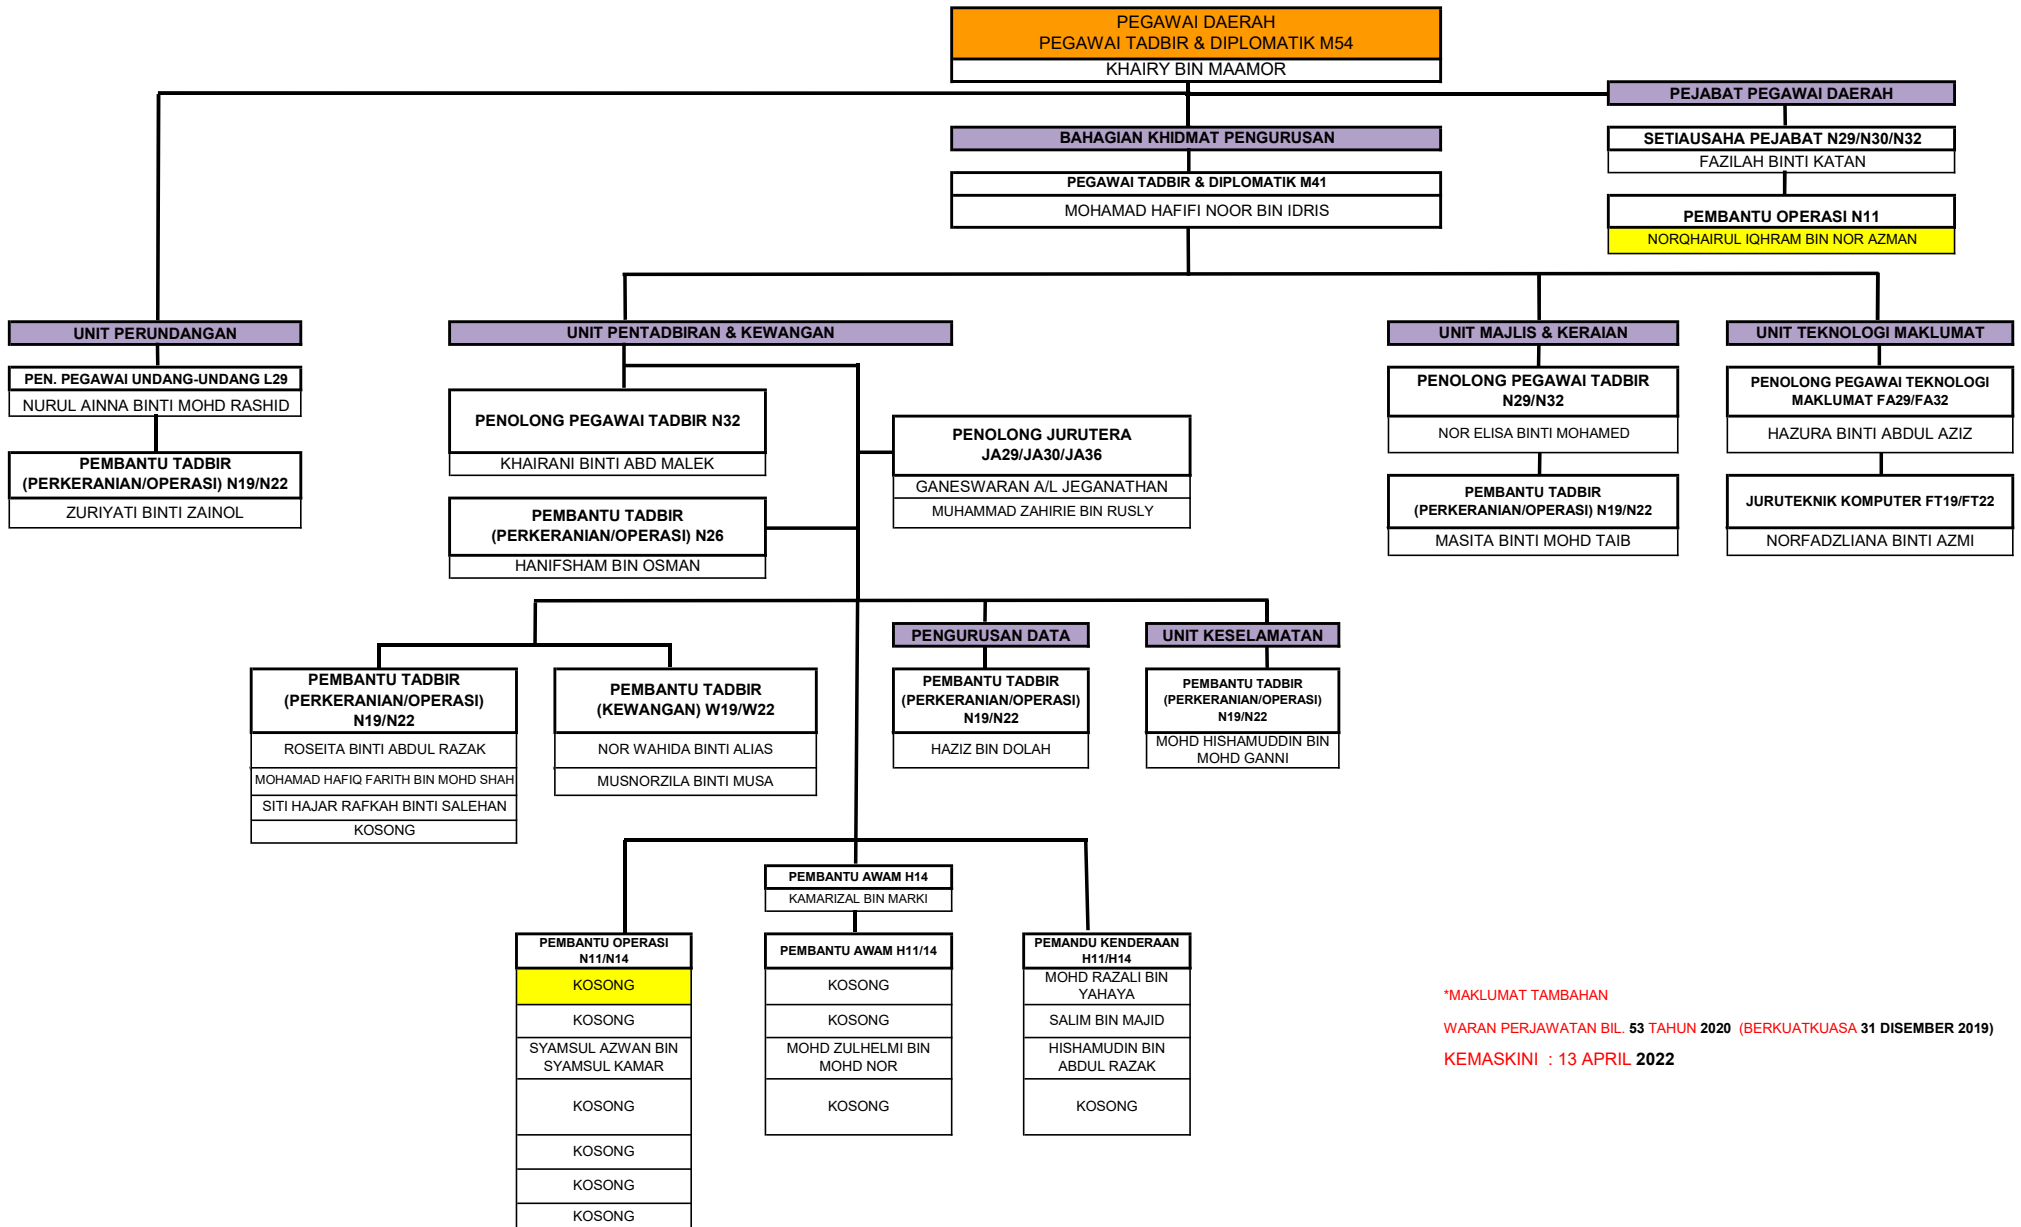 PEGAWAI DAERAH
PEGAWAI TADBIR & DIPLOMATIK M54
KHAIRY BIN MAAMOR
PEJABAT PEGAWAI DAERAH
SETIAUSAHA PEJABAT N29/N30/N32
FAZILAH BINTI KATAN
PEMBANTU OPERASI N11
NORQHAIRUL IQHRAM BIN NOR AZMAN
BAHAGIAN KHIDMAT PENGURUSAN
PEGAWAI TADBIR & DIPLOMATIK M41
MOHAMAD HAFIFI NOOR BIN IDRIS
UNIT PERUNDANGAN
PEN. PEGAWAI UNDANG-UNDANG L29
NURUL AINNA BINTI MOHD RASHID
PEMBANTU TADBIR
(PERKERANIAN/OPERASI) N19/N22
ZURIYATI BINTI ZAINOL
UNIT PENTADBIRAN & KEWANGAN
PENOLONG PEGAWAI TADBIR N32
KHAIRANI BINTI ABD MALEK
PEMBANTU TADBIR
(PERKERANIAN/OPERASI) N26
HANIFSHAM BIN OSMAN
PENOLONG JURUTERA
JA29/JA30/JA36
GANESWARAN A/L JEGANATHAN
MUHAMMAD ZAHIRIE BIN RUSLY
UNIT MAJLIS & KERAIAN
PENOLONG PEGAWAI TADBIR
N29/N32
NOR ELISA BINTI MOHAMED
PEMBANTU TADBIR
(PERKERANIAN/OPERASI) N19/N22
MASITA BINTI MOHD TAIB
UNIT TEKNOLOGI MAKLUMAT
PENOLONG PEGAWAI TEKNOLOGI
MAKLUMAT FA29/FA32
HAZURA BINTI ABDUL AZIZ
JURUTEKNIK KOMPUTER FT19/FT22
NORFADZLIANA BINTI AZMI
PEMBANTU TADBIR
(PERKERANIAN/OPERASI)
N19/N22
ROSEITA BINTI ABDUL RAZAK
MOHAMAD HAFIQ FARITH BIN MOHD SHAH
SITI HAJAR RAFKAH BINTI SALEHAN
KOSONG
PEMBANTU TADBIR
(KEWANGAN) W19/W22
NOR WAHIDA BINTI ALIAS
MUSNORZILA BINTI MUSA
PENGURUSAN DATA
PEMBANTU TADBIR
(PERKERANIAN/OPERASI)
N19/N22
HAZIZ BIN DOLAH
UNIT KESELAMATAN
PEMBANTU TADBIR
(PERKERANIAN/OPERASI)
N19/N22
MOHD HISHAMUDDIN BIN
MOHD GANNI
PEMBANTU AWAM H14
KAMARIZAL BIN MARKI
PEMBANTU OPERASI
N11/N14
KOSONG
KOSONG
SYAMSUL AZWAN BIN
SYAMSUL KAMAR
KOSONG
KOSONG
KOSONG
KOSONG
PEMBANTU AWAM H11/14
KOSONG
KOSONG
MOHD ZULHELMI BIN
MOHD NOR
KOSONG
PEMANDU KENDERAAN
H11/H14
MOHD RAZALI BIN
YAHAYA
SALIM BIN MAJID
HISHAMUDIN BIN
ABDUL RAZAK
KOSONG
*MAKLUMAT TAMBAHAN
WARAN PERJAWATAN BIL. 53 TAHUN 2020 (BERKUATKUASA 31 DISEMBER 2019)
KEMASKINI : 13 APRIL 2022